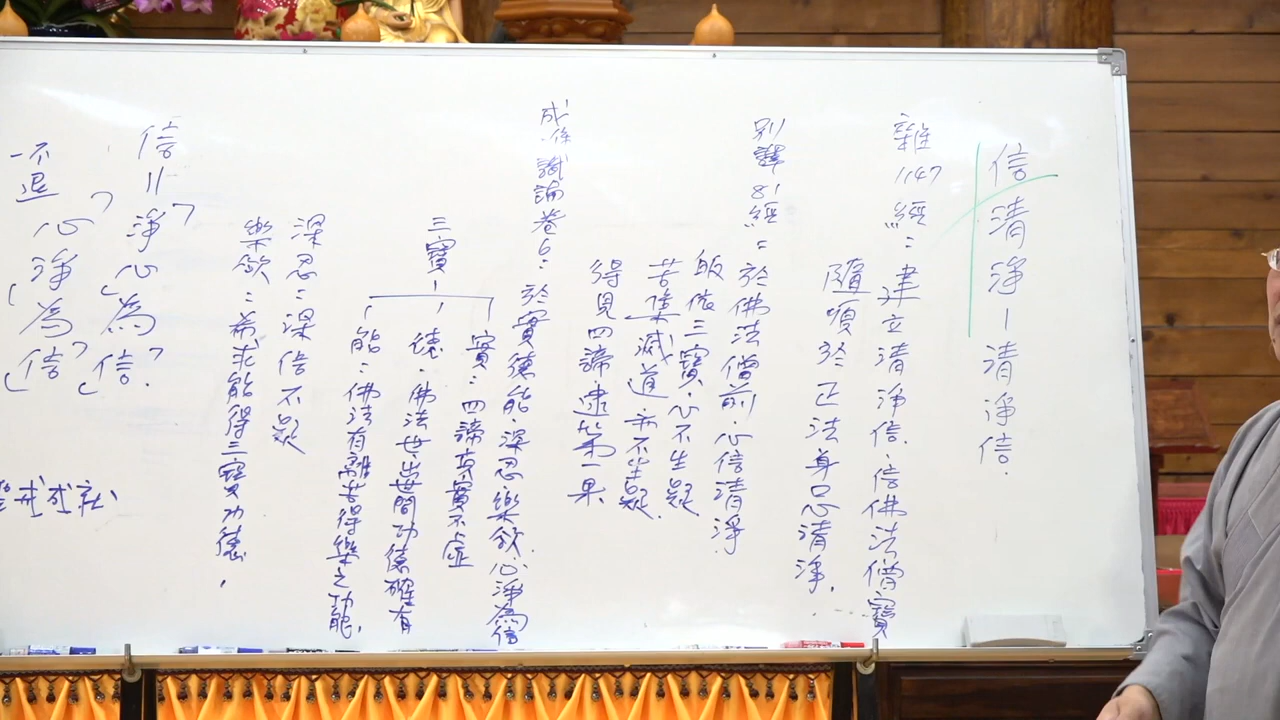 信清淨—清淨信.
雜1147經：建立清淨信.信佛法僧寶
隨順於正法身口心清淨.
別譯81經：於佛法僧前.心信清淨.
皈依三寶.心不生疑
苦集滅道亦不生疑.
得見四諦逮第一果
成唯識論卷6：於實德能.深忍樂欲.心淨為信
三寶—
實：四諦真實不虛
德.佛法世出世間功德確有
能：佛法有離苦得樂之功能.
深忍：深信不疑
樂欲：希求能得三寶功德.
信＝「淨心」為「信」.
不退「心淨」為「信」
戒成就